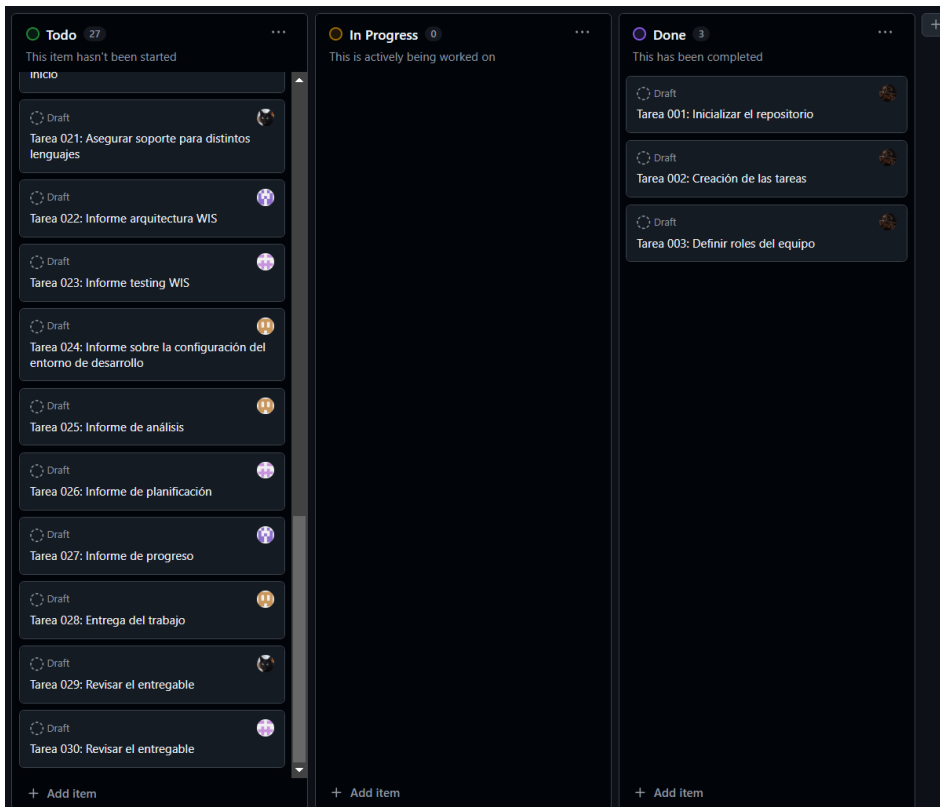 Todo 27
This item hasn't been started
inicio
Draft
Tarea 021: Asegurar soporte para distintos
lenguajes
Draft
Tarea 022: Informe arquitectura WIS
Draft
Tarea 023: Informe testing WIS
Draft
Tarea 024: Informe sobre la configuración del
entorno de desarrollo
Draft
Tarea 025: Informe de análisis
Draft
Tarea 026: Informe de planificación
Draft
Tarea 027: Informe de progreso
Draft
Tarea 028: Entrega del trabajo
Draft
Tarea 029: Revisar el entregable
Draft
Tarea 030: Revisar el entregable
+ Add item
In Progress 0
This is actively being worked on
+ Add item
Done 3
This has been completed
Draft
Tarea 001: Inicializar el repositorio
Draft
Tarea 002: Creación de las tareas
Draft
Tarea 003: Definir roles del equipo
+ Add item